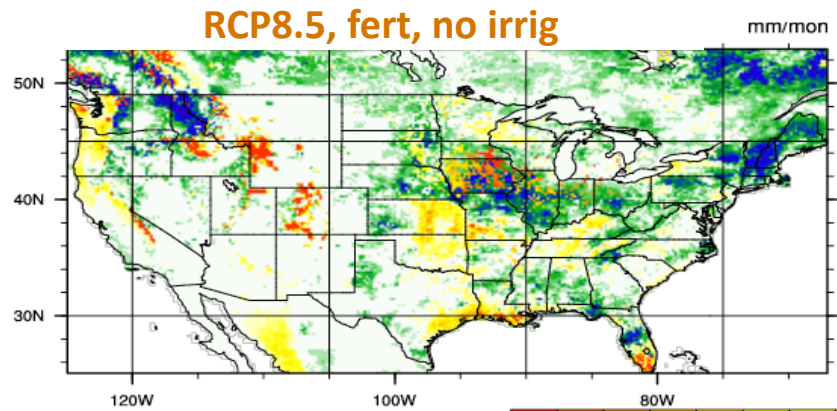 RCP8.5, fert, no irrig
mm/mon
50N
40N
30N
120W 100W 80W